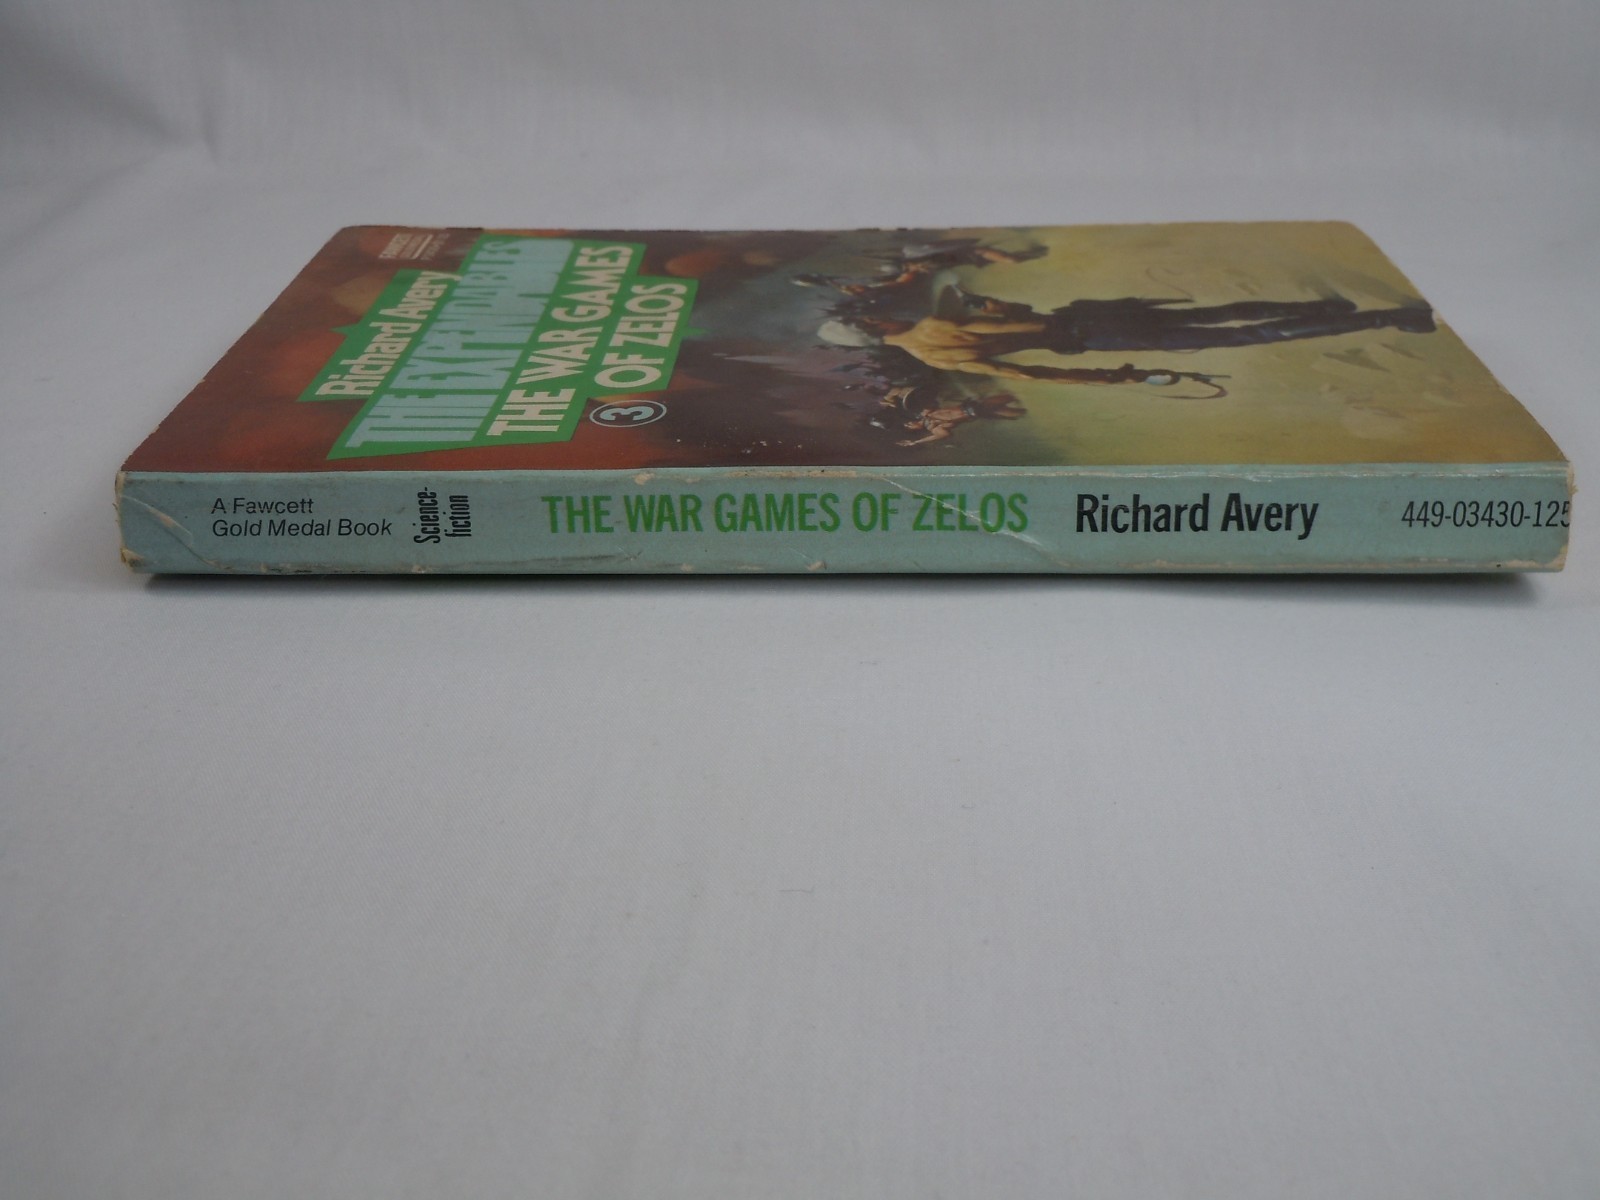 FAWCETT
Richard Avery
THE EXPENDABLES
THE WAR GAMES
OF ZELOS
3
A Fawcett
Gold Medal Book
Science-
fiction
THE WAR GAMES OF ZELOS
Richard Avery
449-03430-125